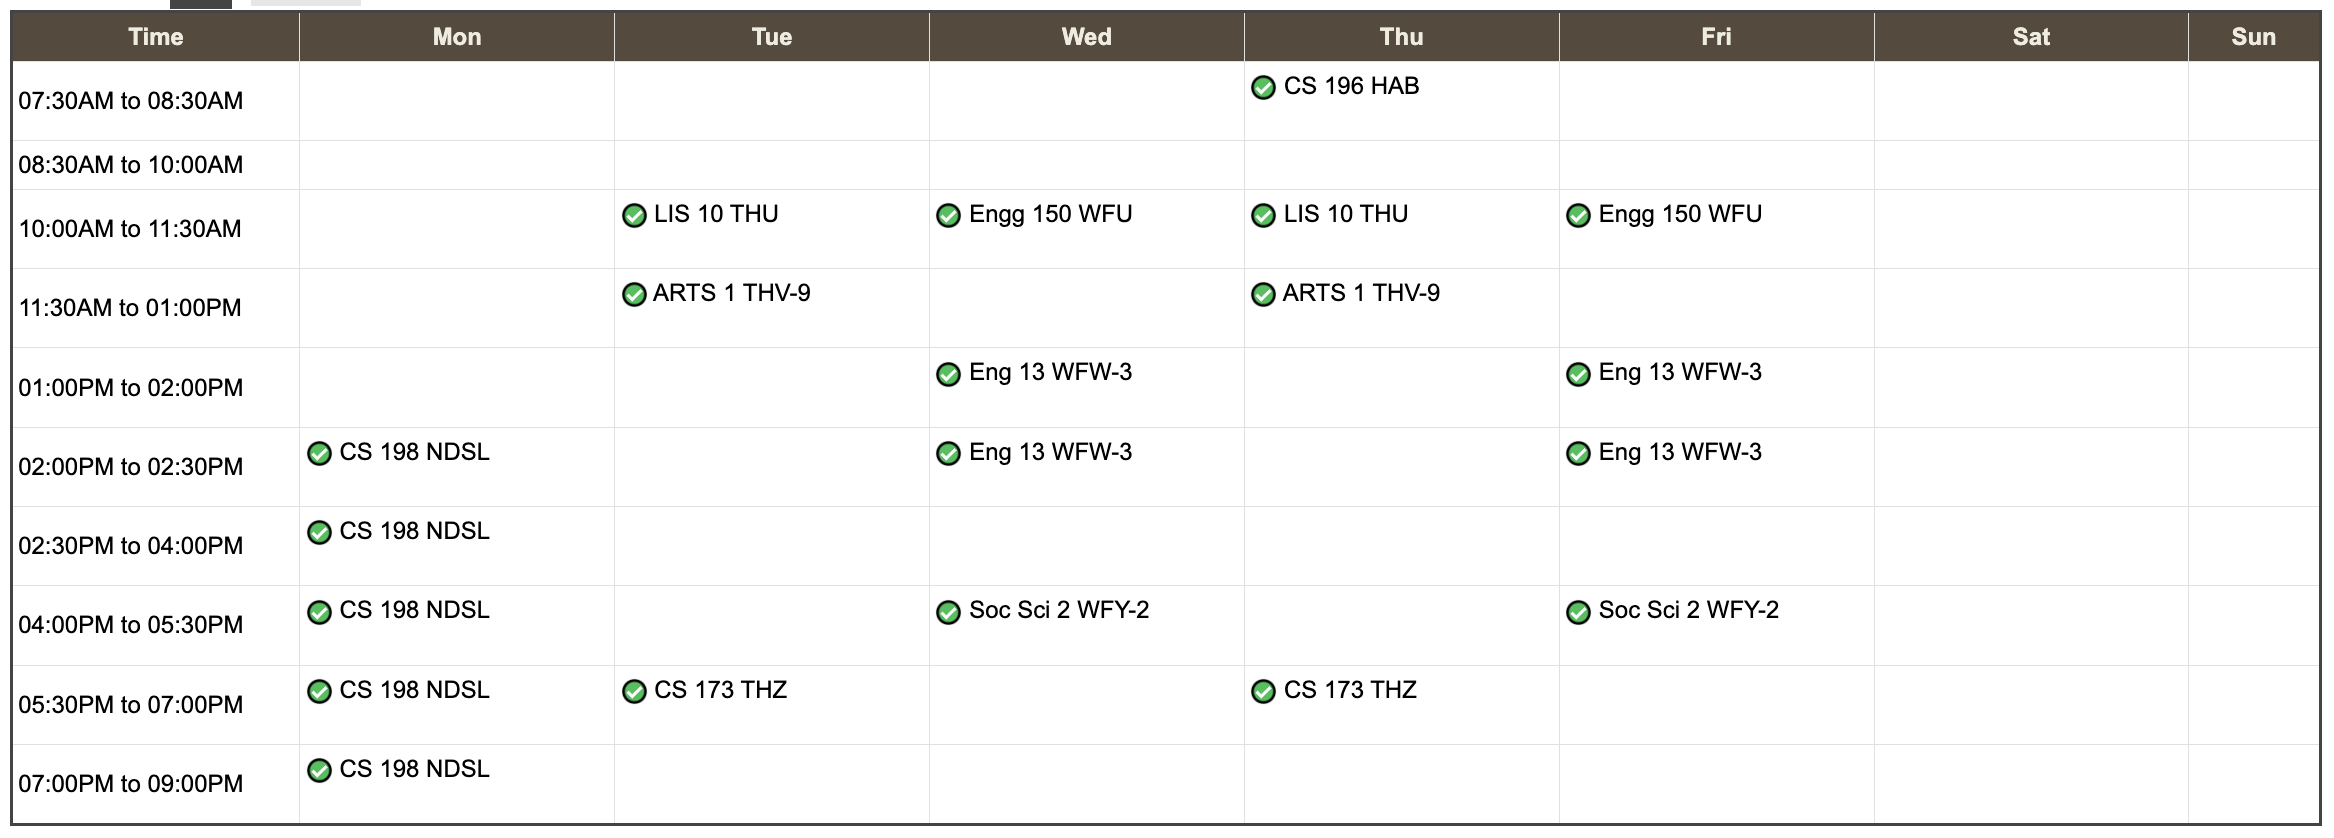 Time Mon Tue Wed Thu Fri Sat Sun
07:30AM to 08:30AM CS 196 HAB
08:30AM to 10:00AM
10:00AM to 11:30AM LIS 10 THU Engg 150 WFU LIS 10 THU Engg 150 WFU
11:30AM to 01:00PM ARTS 1 THV-9 ARTS 1 THV-9
01:00PM to 02:00PM Eng 13 WFW-3 Eng 13 WFW-3
02:00PM to 02:30PM CS 198 NDSL Eng 13 WFW-3 Eng 13 WFW-3
02:30PM to 04:00PM CS 198 NDSL
04:00PM to 05:30PM CS 198 NDSL Soc Sci 2 WFY-2 Soc Sci 2 WFY-2
05:30PM to 07:00PM CS 198 NDSL CS 173 THZ CS 173 THZ
07:00PM to 09:00PM CS 198 NDSL